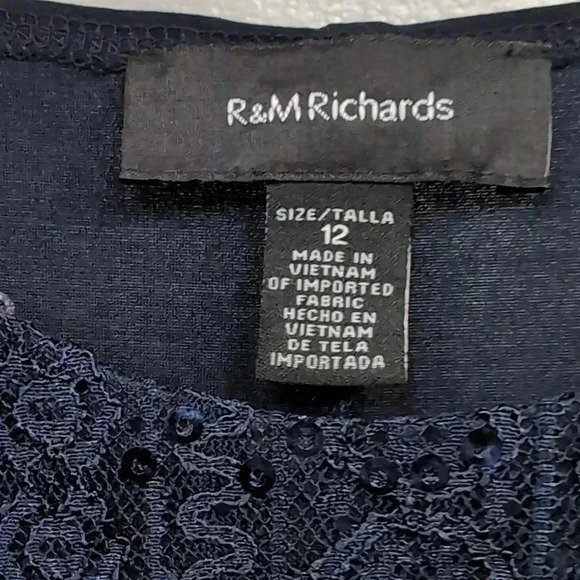 R&M Richards
SIZE/TALLA
12
MADE IN
VIETNAM
OF IMPORTED
FABRIC
HECHO EN
VIETNAM
DE TELA
IMPORTADA